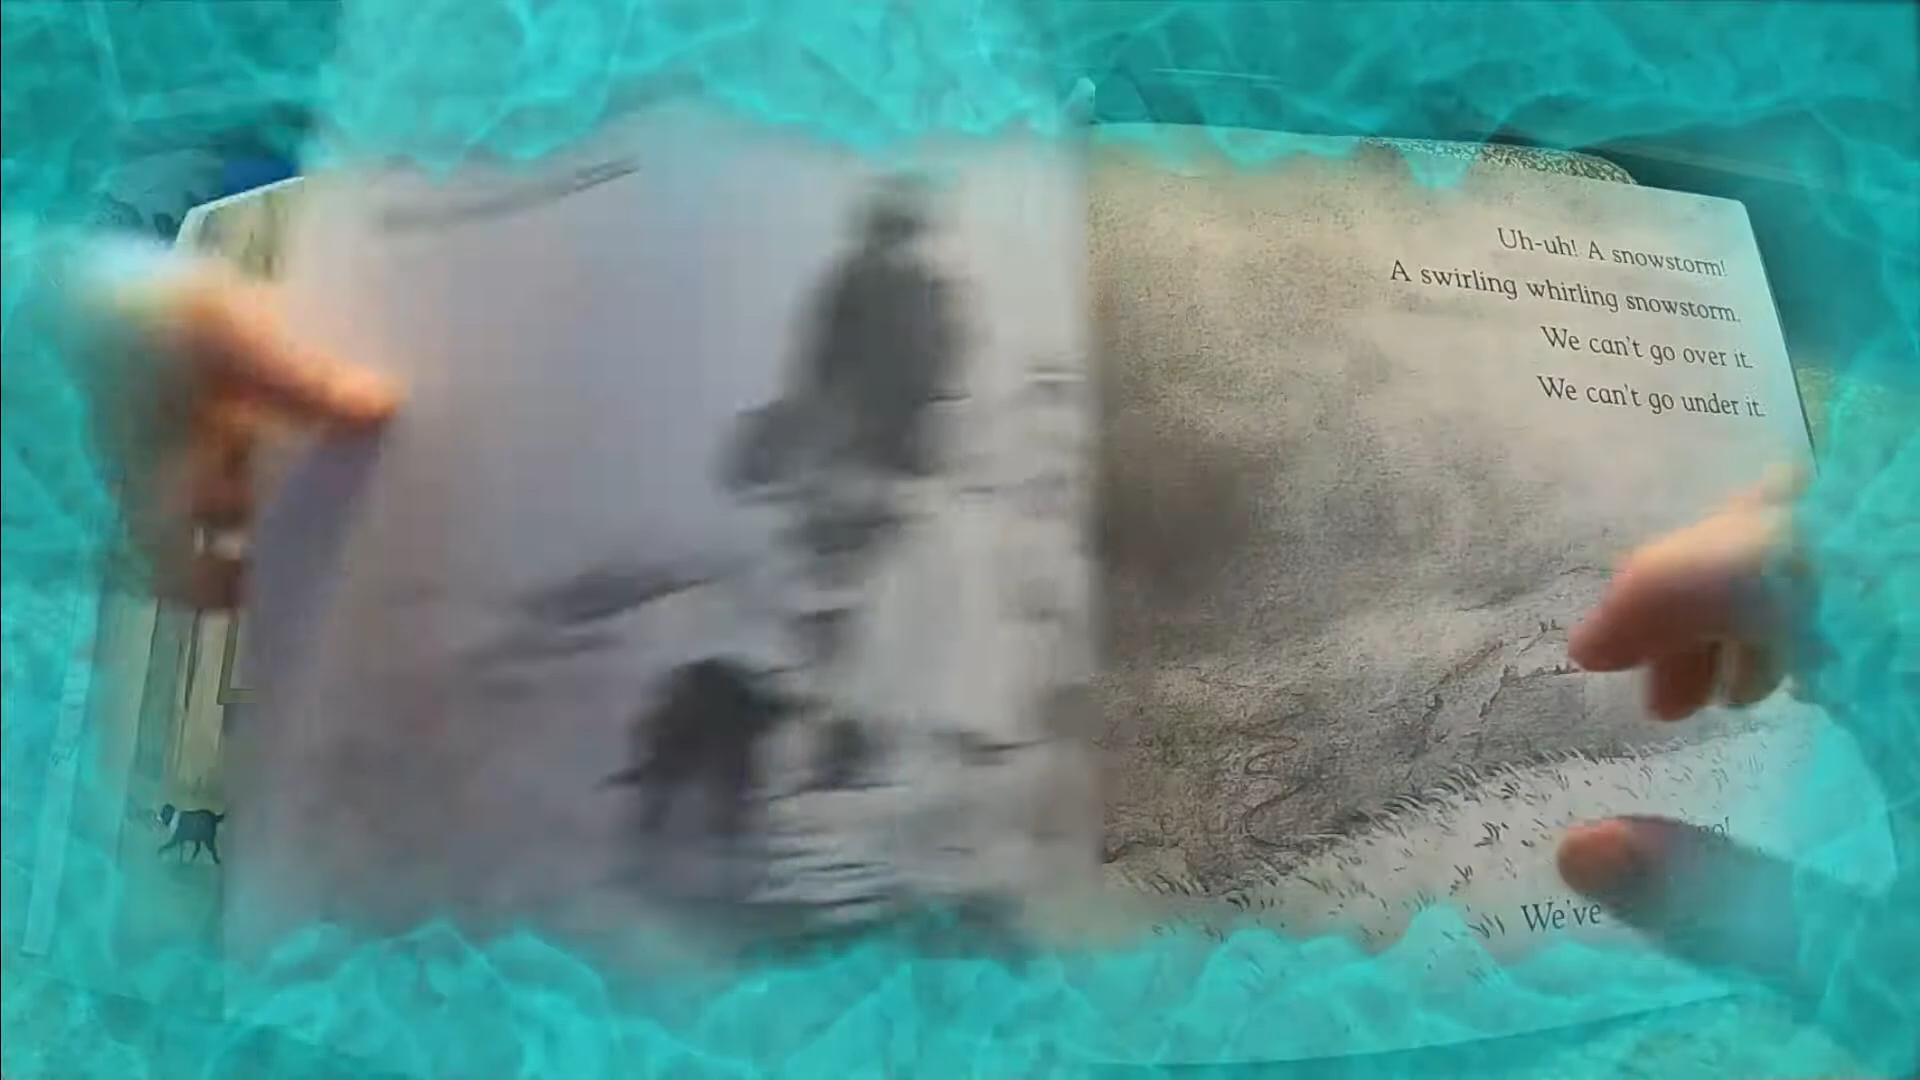 Uh-uh! A snowstorm!
A swirling whirling snowstorm.
We can't go over it.
We can't go under it.
We've